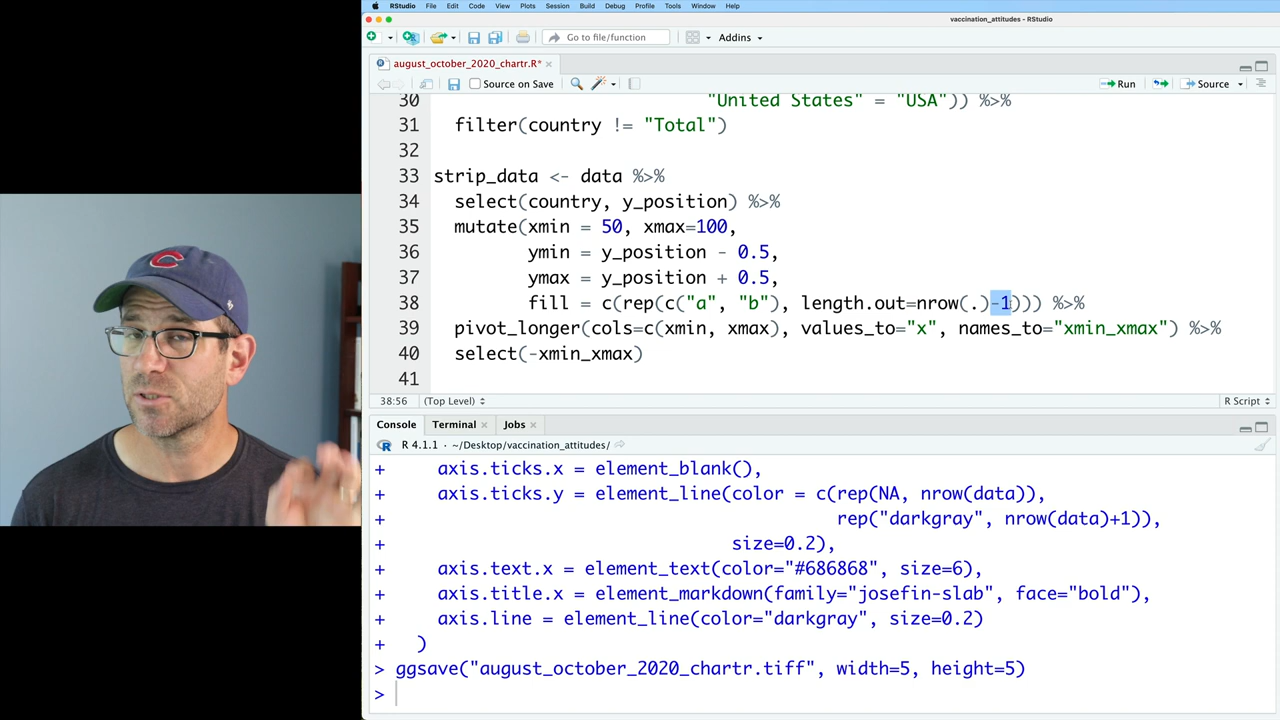 RStudio File Edit Code View Plots Session Build Debug Profile Tools Window Help
vaccination_attitudes - RStudio
Go to file/function Addins
august_october_2020_chartr.R*
Source on Save Run Source
30 "United States" = "USA")) %>%
31 filter(country != "Total")
32
33 strip_data <- data %>%
34 select(country, y_position) %>%
35 mutate(xmin = 50, xmax=100,
36 ymin = y_position - 0.5,
37 ymax = y_position + 0.5,
38 fill = c(rep(c("a", "b"), length.out=nrow(.)-1))) %>%
39 pivot_longer(cols=c(xmin, xmax), values_to="x", names_to="xmin_xmax") %>%
40 select(-xmin_xmax)
41
38:56 (Top Level) R Script
Console Terminal Jobs
R 4.1.1 · ~/Desktop/vaccination_attitudes/
+ axis.ticks.x = element_blank(),
+ axis.ticks.y = element_line(color = c(rep(NA, nrow(data)),
+ rep("darkgray", nrow(data)+1)),
+ size=0.2),
+ axis.text.x = element_text(color="#686868", size=6),
+ axis.title.x = element_markdown(family="josefin-slab", face="bold"),
+ axis.line = element_line(color="darkgray", size=0.2)
+ )
> ggsave("august_october_2020_chartr.tiff", width=5, height=5)
>
C